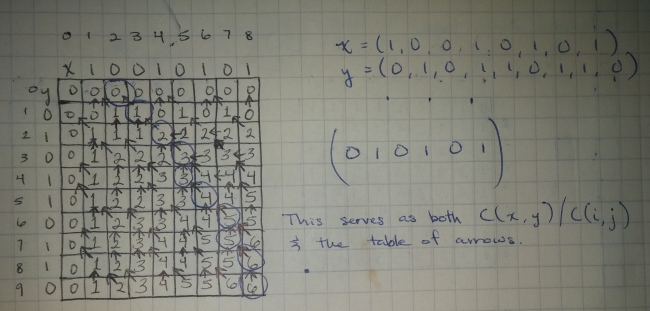 0 1 2 3 4 5 6 7 8
x 1 0 0 1 0 1 0 1
0 y 0 0 0 0 0 0 0 0 0
1 0 0 0 1 1 0 1 0 1 0
2 1 0 1 1 1 2 2 2 2 2
3 0 0 1 2 2 2 2 3 3 3
4 1 0 1 2 2 3 3 4 4 4
5 1 0 1 2 2 3 3 4 4 5
6 0 0 1 2 3 3 4 4 5 5
7 1 0 1 3 4 4 5 5 6
8 1 0 1 2 3 4 4 5 5 6
9 0 0 1 2 3 4 5 5 6 6
x = (1, 0, 0, 1, 0, 1, 0, 1)
y = (0, 1, 0, 1, 1, 0, 1, 1, 0)
(0 1 0 1 0 1)
This serves as both C(x,y)/C(i,j)
& the table of arrows.